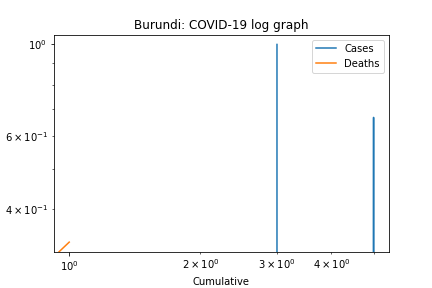 Burundi: COVID-19 log graph
10⁰
Cases
Deaths
6 × 10⁻¹
4 × 10⁻¹
10⁰
2 × 10⁰
3 × 10⁰
4 × 10⁰
Cumulative